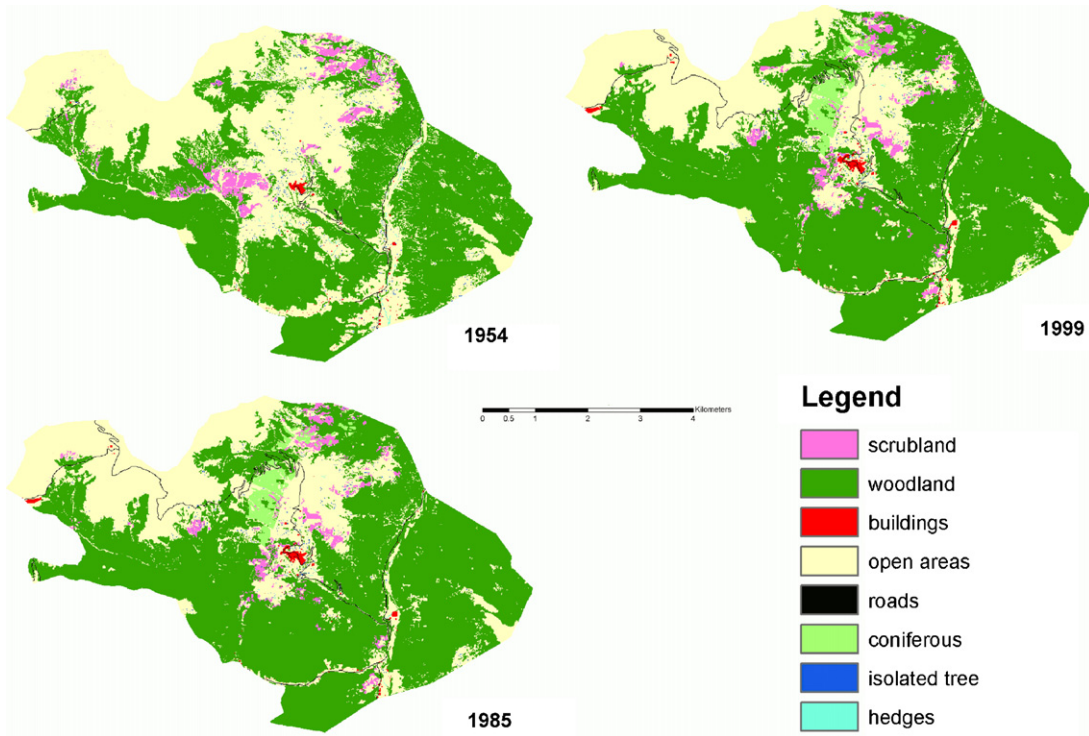 1954
1999
Kilometers
0 0.5 1 2 3 4
1985
Legend
scrubland
woodland
buildings
open areas
roads
coniferous
isolated tree
hedges